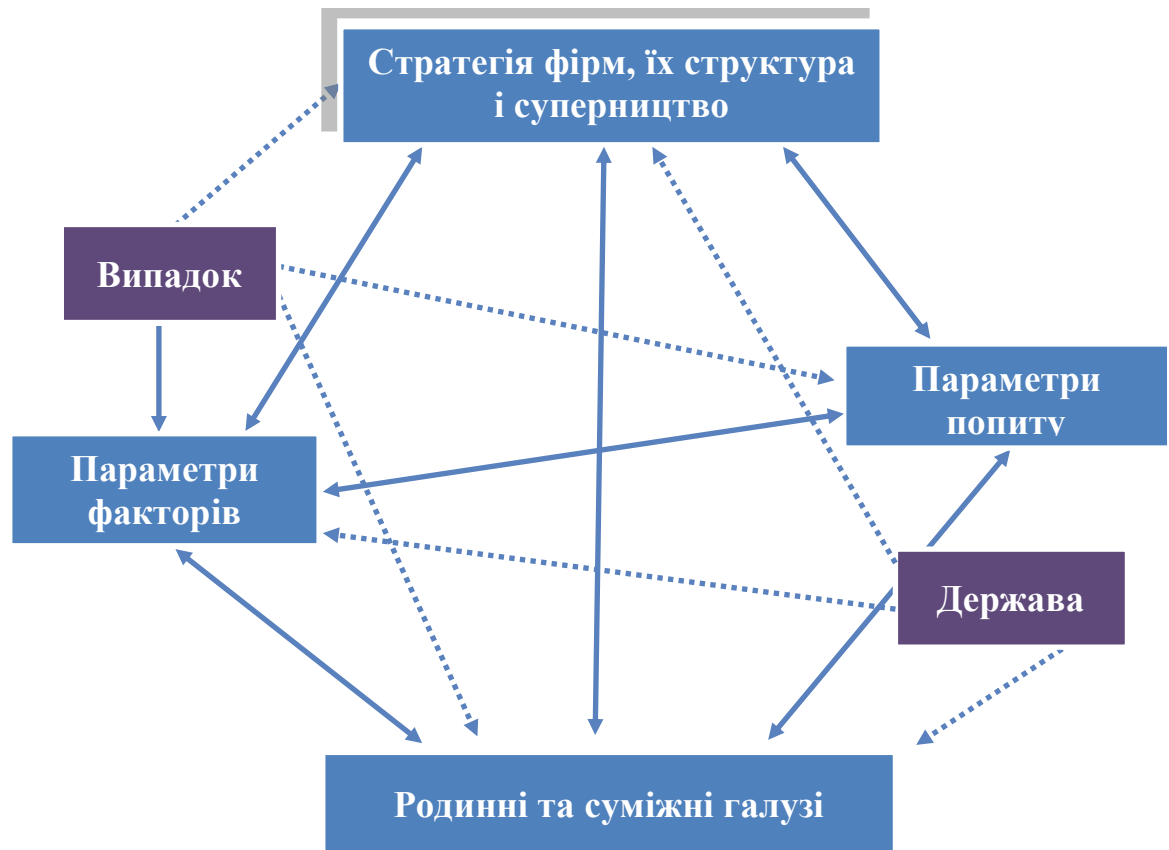 Стратегія фірм, їх структура
і суперництво
Випадок
Параметри
попиту
Параметри
факторів
Держава
Родинні та суміжні галузі